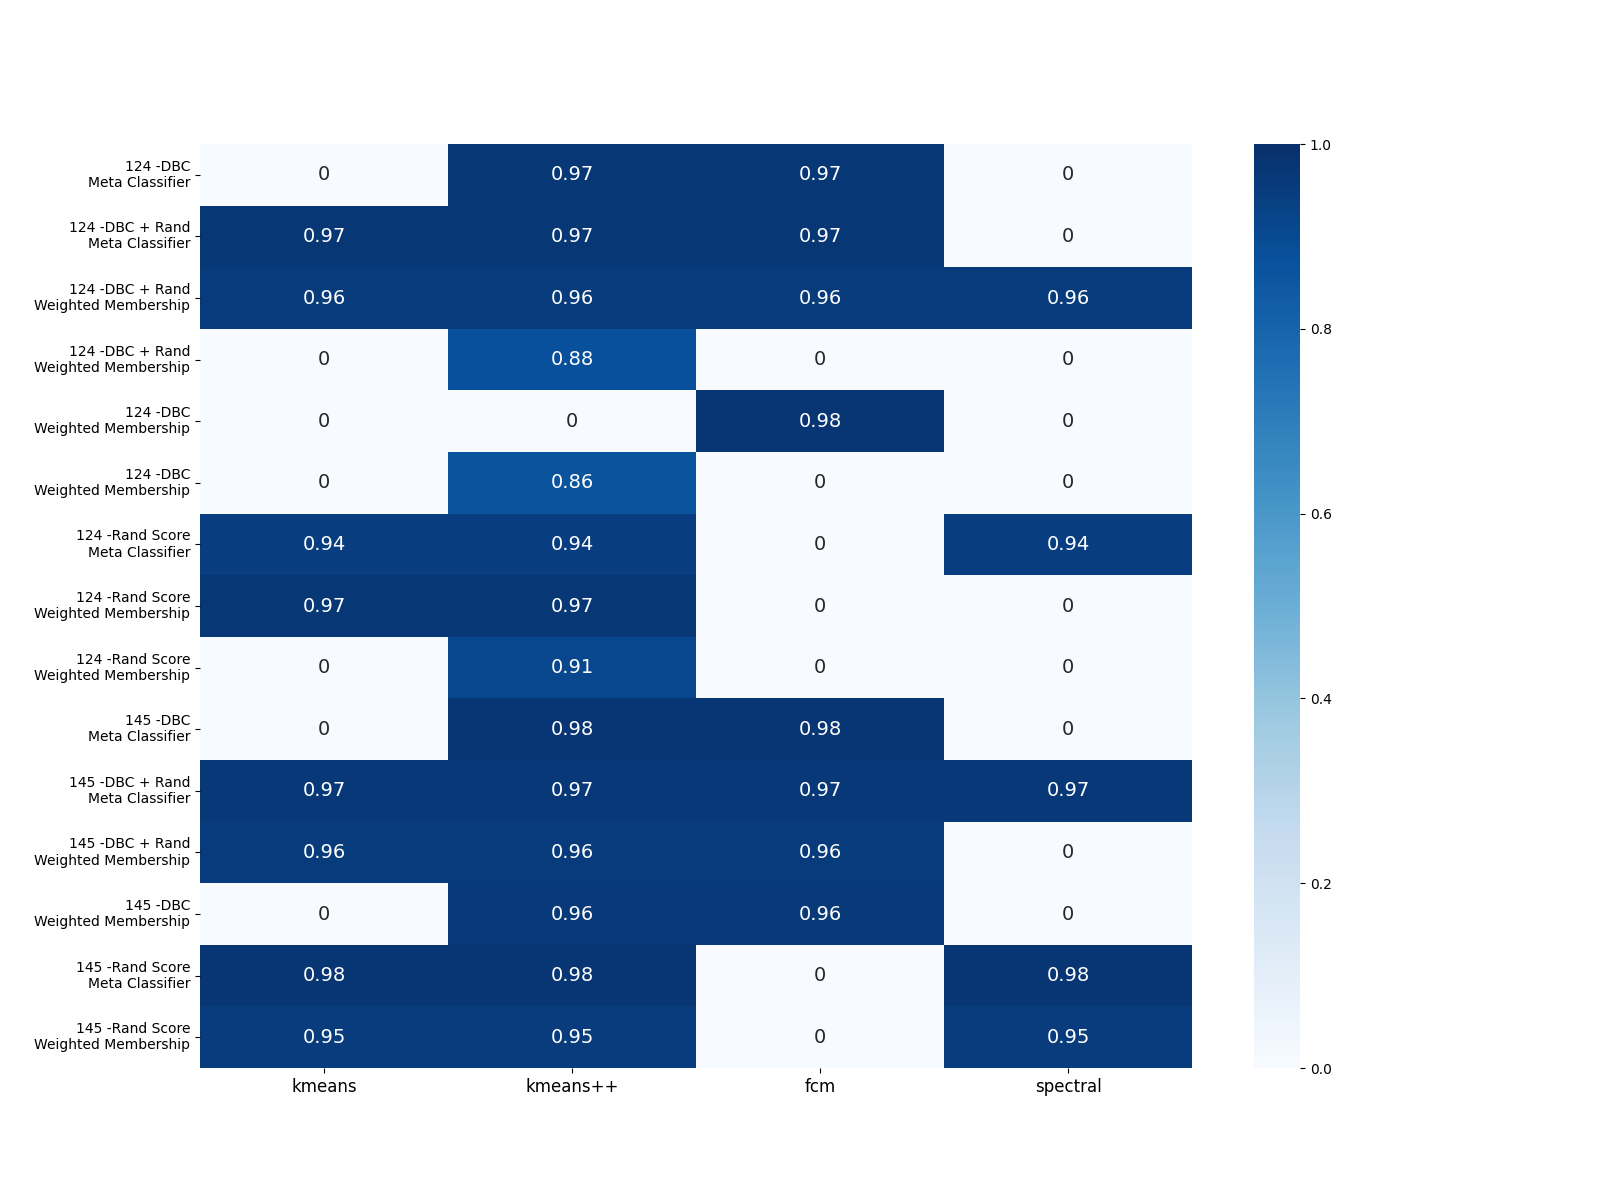 124 -DBC
Meta Classifier
0 0.97 0.97 0
124 -DBC + Rand
Meta Classifier
0.97 0.97 0.97 0
124 -DBC + Rand
Weighted Membership
0.96 0.96 0.96 0.96
124 -DBC + Rand
Weighted Membership
0 0.88 0 0
124 -DBC
Weighted Membership
0 0 0.98 0
124 -DBC
Weighted Membership
0 0.86 0 0
124 -Rand Score
Meta Classifier
0.94 0.94 0 0.94
124 -Rand Score
Weighted Membership
0.97 0.97 0 0
124 -Rand Score
Weighted Membership
0 0.91 0 0
145 -DBC
Meta Classifier
0 0.98 0.98 0
145 -DBC + Rand
Meta Classifier
0.97 0.97 0.97 0.97
145 -DBC + Rand
Weighted Membership
0.96 0.96 0.96 0
145 -DBC
Weighted Membership
0 0.96 0.96 0
145 -Rand Score
Meta Classifier
0.98 0.98 0 0.98
145 -Rand Score
Weighted Membership
0.95 0.95 0 0.95
kmeans kmeans++ fcm spectral
1.0
0.8
0.6
0.4
0.2
0.0